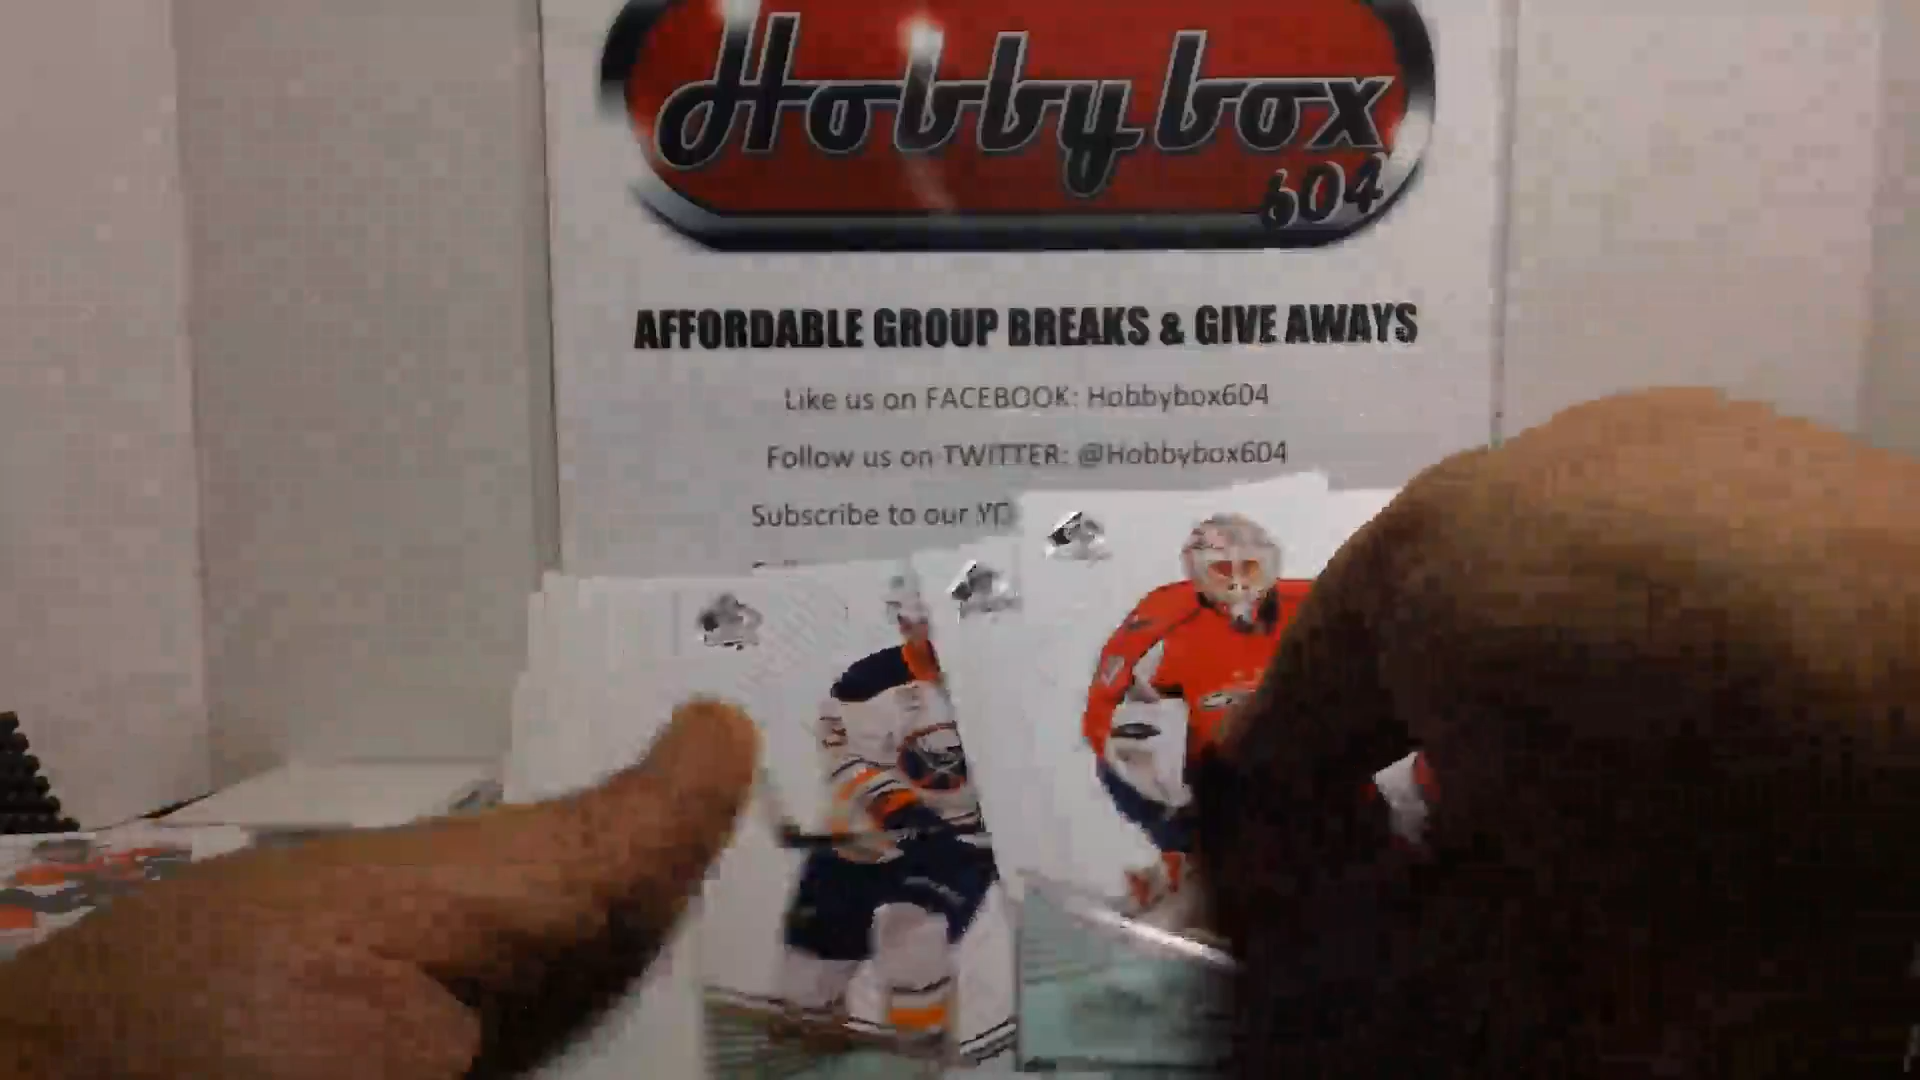 Hobbybox
604
AFFORDABLE GROUP BREAKS & GIVE AWAYS
Like us on FACEBOOK: Hobbybox604
Follow us on TWITTER: @Hobbybox604
Subscribe to our